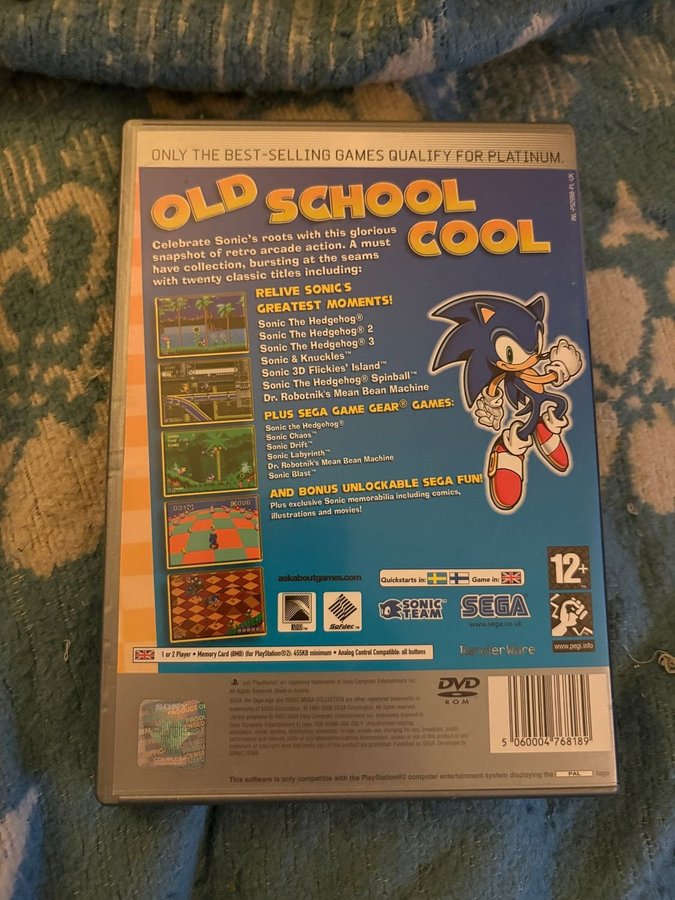 ONLY THE BEST-SELLING GAMES QUALIFY FOR PLATINUM.
OLD SCHOOL COOL
Celebrate Sonic's roots with this glorious
snapshot of retro arcade action. A must
have collection, bursting at the seams
with twenty classic titles including:
RELIVE SONIC'S
GREATEST MOMENTS!
Sonic The Hedgehog®
Sonic The Hedgehog® 2
Sonic The Hedgehog® 3
Sonic & Knuckles™
Sonic 3D Flickies' Island™
Sonic The Hedgehog® Spinball™
Dr. Robotnik's Mean Bean Machine
PLUS SEGA GAME GEAR® GAMES:
Sonic the Hedgehog®
Sonic Chaos™
Sonic Drift™
Sonic Labyrinth™
Dr. Robotnik's Mean Bean Machine
Sonic Blast™
AND BONUS UNLOCKABLE SEGA FUN!
Plus exclusive Sonic memorabilia including comics,
illustrations and movies!
askaboutgames.com
Quickstarts in: Game in:
12+
Sofdec
SONIC TEAM
SEGA
www.sega.co.uk
www.pegi.info
RenderWare
1 or 2 Player • Memory Card (8MB) (for PlayStation®2): 455KB minimum • Analog Control Compatible: all buttons
DVD
ROM
SONY
5 060004 768189
This software is only compatible with the PlayStation®2 computer entertainment system displaying the PAL logo